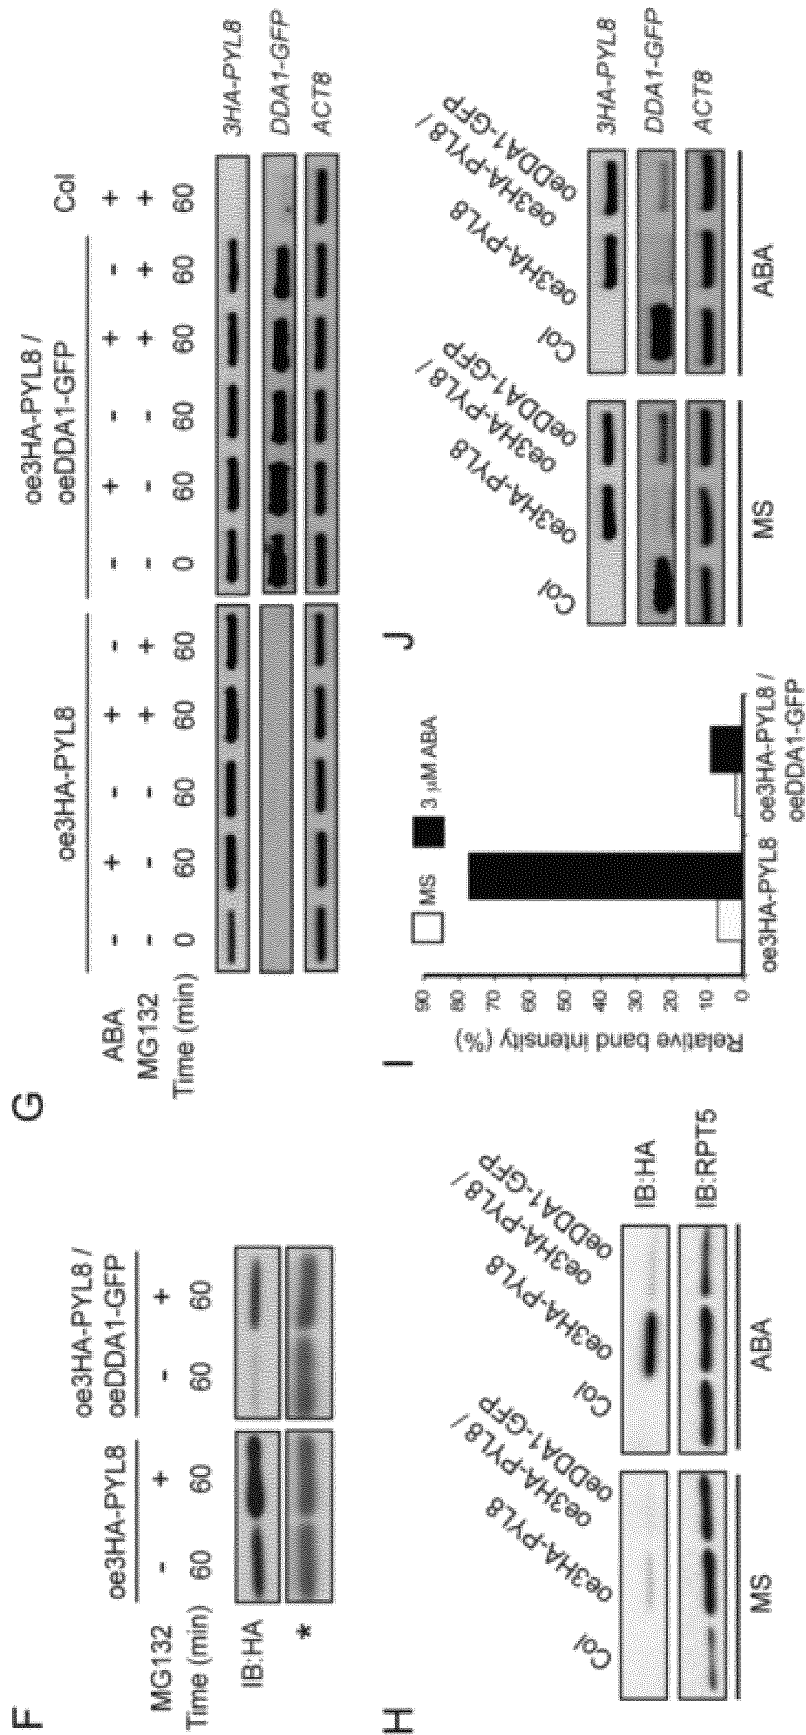 F
oe3HA-PYL8
oe3HA-PYL8 /
oeDDA1-GFP
MG132 - + - +
Time (min) 60 60 60 60
IB:HA
*
G
oe3HA-PYL8
oe3HA-PYL8 /
oeDDA1-GFP
Col
ABA - + - + - - + - + - +
MG132 - - - + + - - - + + +
Time (min) 0 60 60 60 60 0 60 60 60 60 60
3HA-PYL8
DDA1-GFP
ACT8
H
Col
oe3HA-PYL8
oe3HA-PYL8 /
oeDDA1-GFP
Col
oe3HA-PYL8
oe3HA-PYL8 /
oeDDA1-GFP
IB:HA
IB:RPT5
MS
ABA
I
MS
3 µM ABA
Relative band intensity (%)
90
80
70
60
50
40
30
20
10
0
oe3HA-PYL8
oe3HA-PYL8 /
oeDDA1-GFP
J
Col
oe3HA-PYL8
oe3HA-PYL8 /
oeDDA1-GFP
Col
oe3HA-PYL8
oe3HA-PYL8 /
oeDDA1-GFP
3HA-PYL8
DDA1-GFP
ACT8
MS
ABA